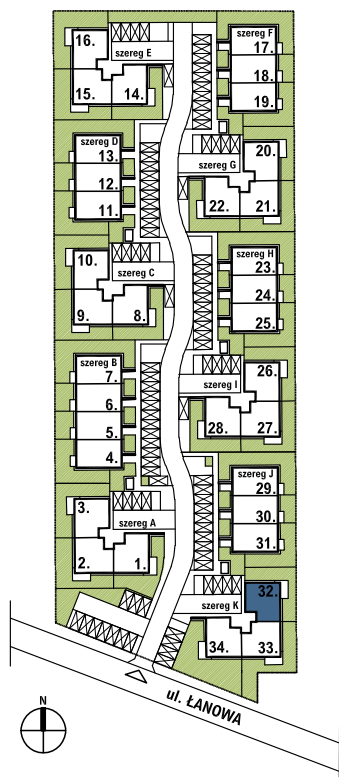 16.
szereg E
15.
14.
szereg F
17.
18.
19.
szereg D
13.
12.
11.
20.
szereg G
22.
21.
10.
szereg C
9.
8.
szereg H
23.
24.
25.
szereg B
7.
6.
5.
4.
26.
szereg I
28.
27.
3.
szereg A
2.
1.
szereg J
29.
30.
31.
32.
szereg K
34.
33.
ul. ŁANOWA
N